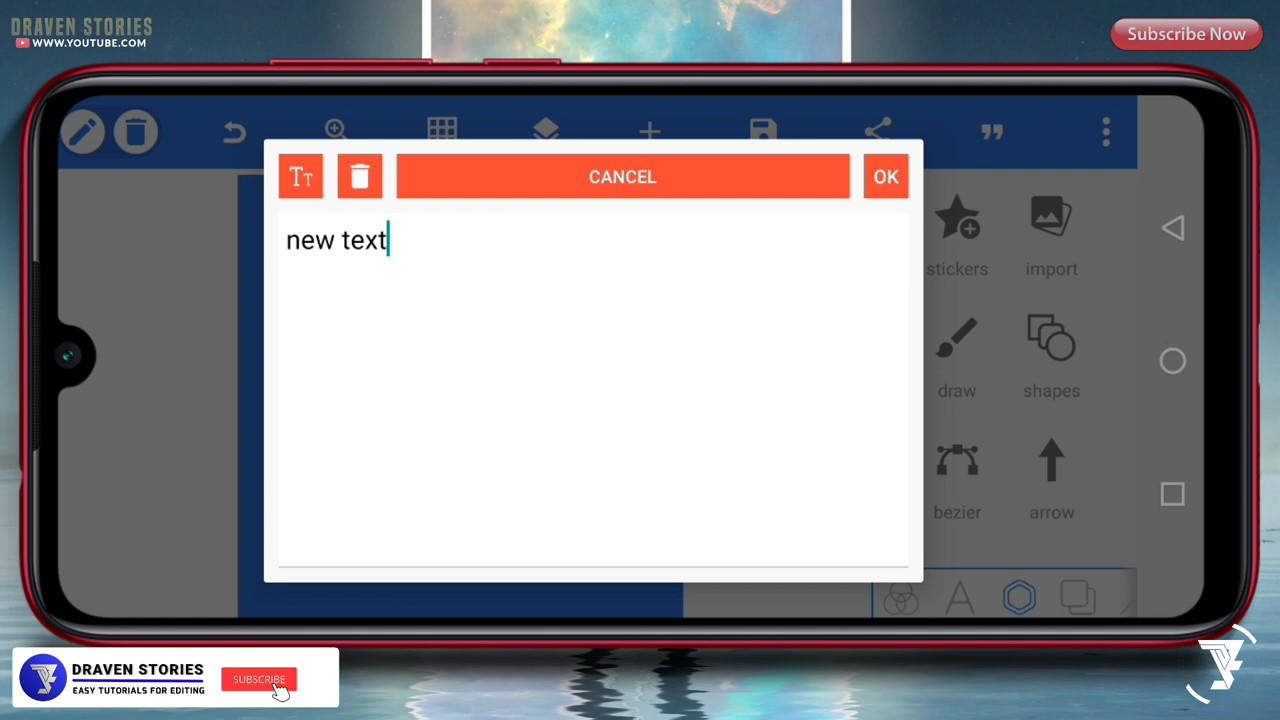 DRAVEN STORIES
WWW.YOUTUBE.COM
Subscribe Now
Tт
CANCEL
OK
new text
stickers
import
draw
shapes
bezier
arrow
A
DRAVEN STORIES
EASY TUTORIALS FOR EDITING
SUBSCRIBE